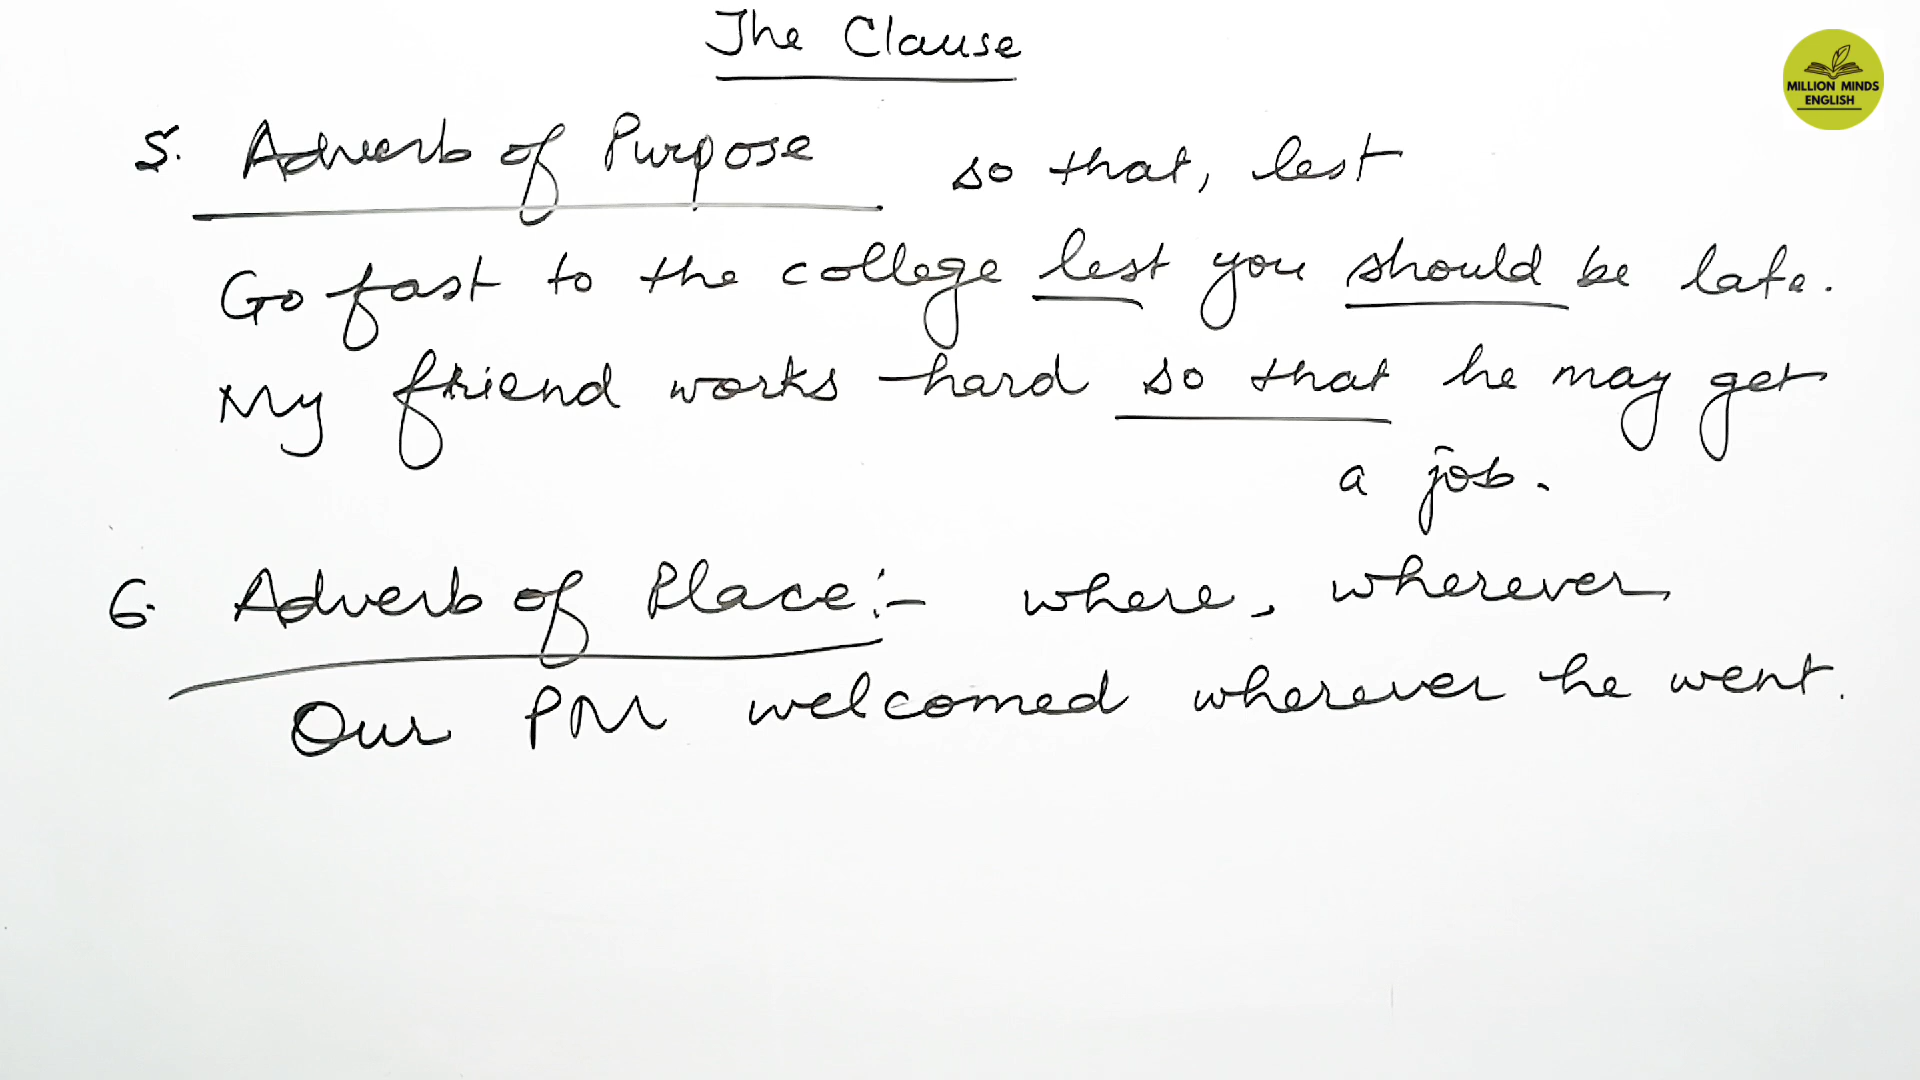 The Clause
MILLION MINDS
ENGLISH
5. Adverb of Purpose so that, lest
Go fast to the college lest you should be late.
My friend works hard so that he may get
a job.
6. Adverb of Place:- where, wherever
Our PM welcomed wherever he went.